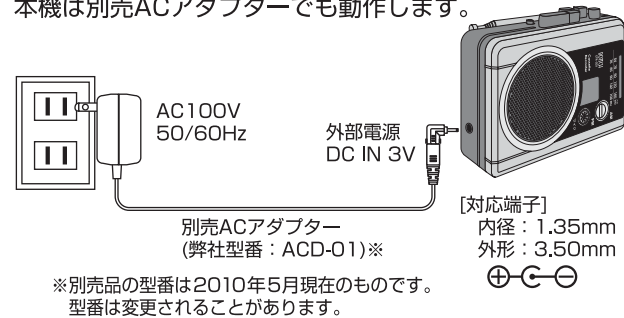 本機は別売ACアダプターでも動作します。
AC100V
50/60Hz
外部電源
DC IN 3V
別売ACアダプター
(弊社型番：ACD-01)※
[対応端子]
内径：1.35mm
外形：3.50mm
※別売品の型番は2010年5月現在のものです。
型番は変更されることがあります。